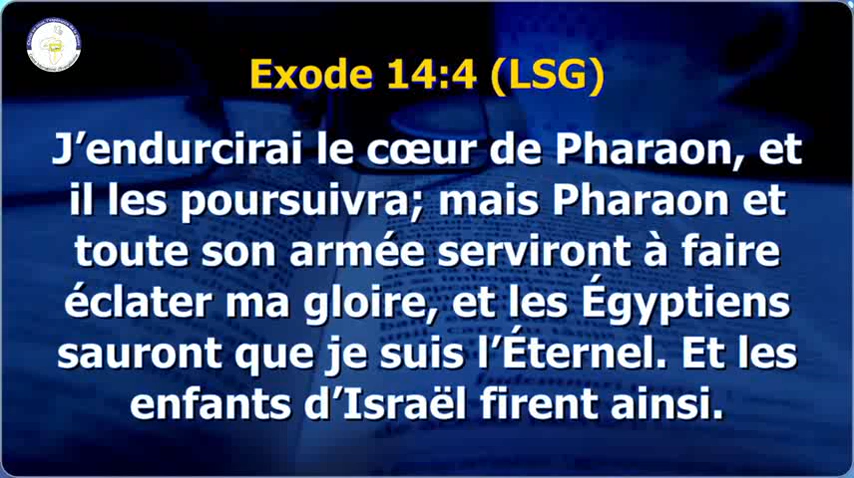 Exode 14:4 (LSG)
J’endurcirai le cœur de Pharaon, et
il les poursuivra; mais Pharaon et
toute son armée serviront à faire
éclater ma gloire, et les Égyptiens
sauront que je suis l’Éternel. Et les
enfants d’Israël firent ainsi.